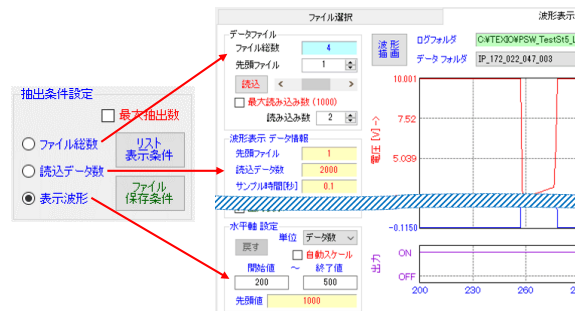 抽出条件設定
最大抽出数
ファイル総数
リスト
表示条件
読込データ数
表示波形
ファイル
保存条件
ファイル選択
波形表示
データファイル
ファイル総数 4
先頭ファイル 1
読込 < >
最大読み込み数 (1000)
読み込み数 2
波形表示 データ情報
先頭ファイル 1
読込データ数 2000
サンプル時間[秒] 0.1
水平軸 設定
戻す
単位 データ数
自動スケール
開始値 ～ 終了値
200 500
先頭値 1000
波形
描画
ログフォルダ C:¥TEXIO¥PSW_TestSt5_L
データ フォルダ IP_172_022_047_003
10.001
7.52
5.039
-0.1150
電圧 [V] ->
出力
ON
OFF
200 230 260